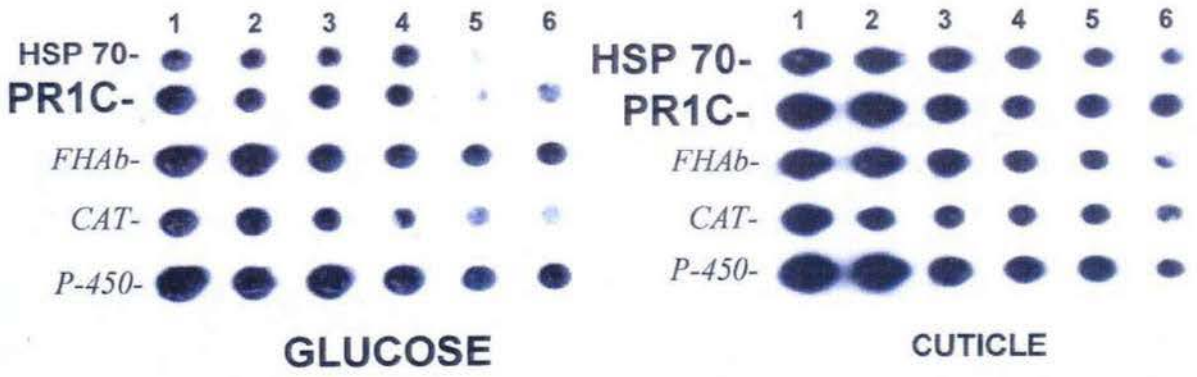 1 2 3 4 5 6
HSP 70-
PR1C-
FHAb-
CAT-
P-450-
GLUCOSE
1 2 3 4 5 6
HSP 70-
PR1C-
FHAb-
CAT-
P-450-
CUTICLE